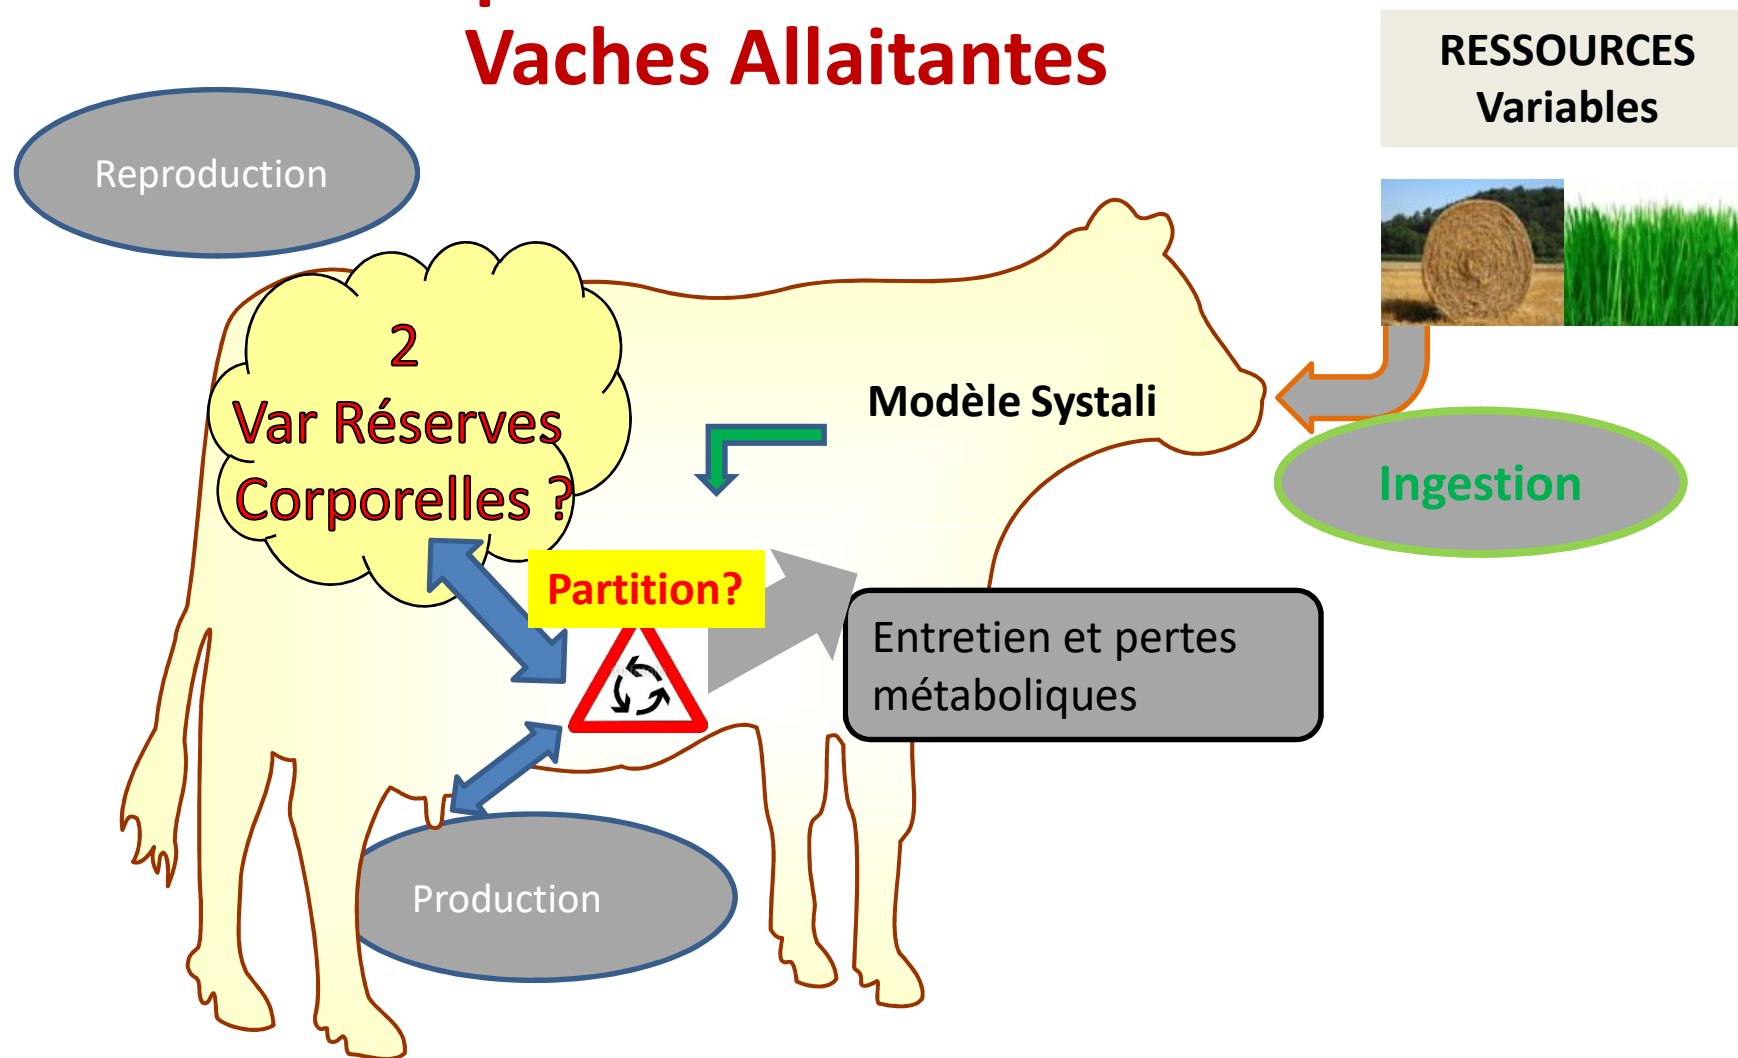 Vaches Allaitantes
RESSOURCES
Variables
Reproduction
2
Var Réserves
Corporelles ?
Modèle Systali
Ingestion
Partition?
Entretien et pertes
métaboliques
Production